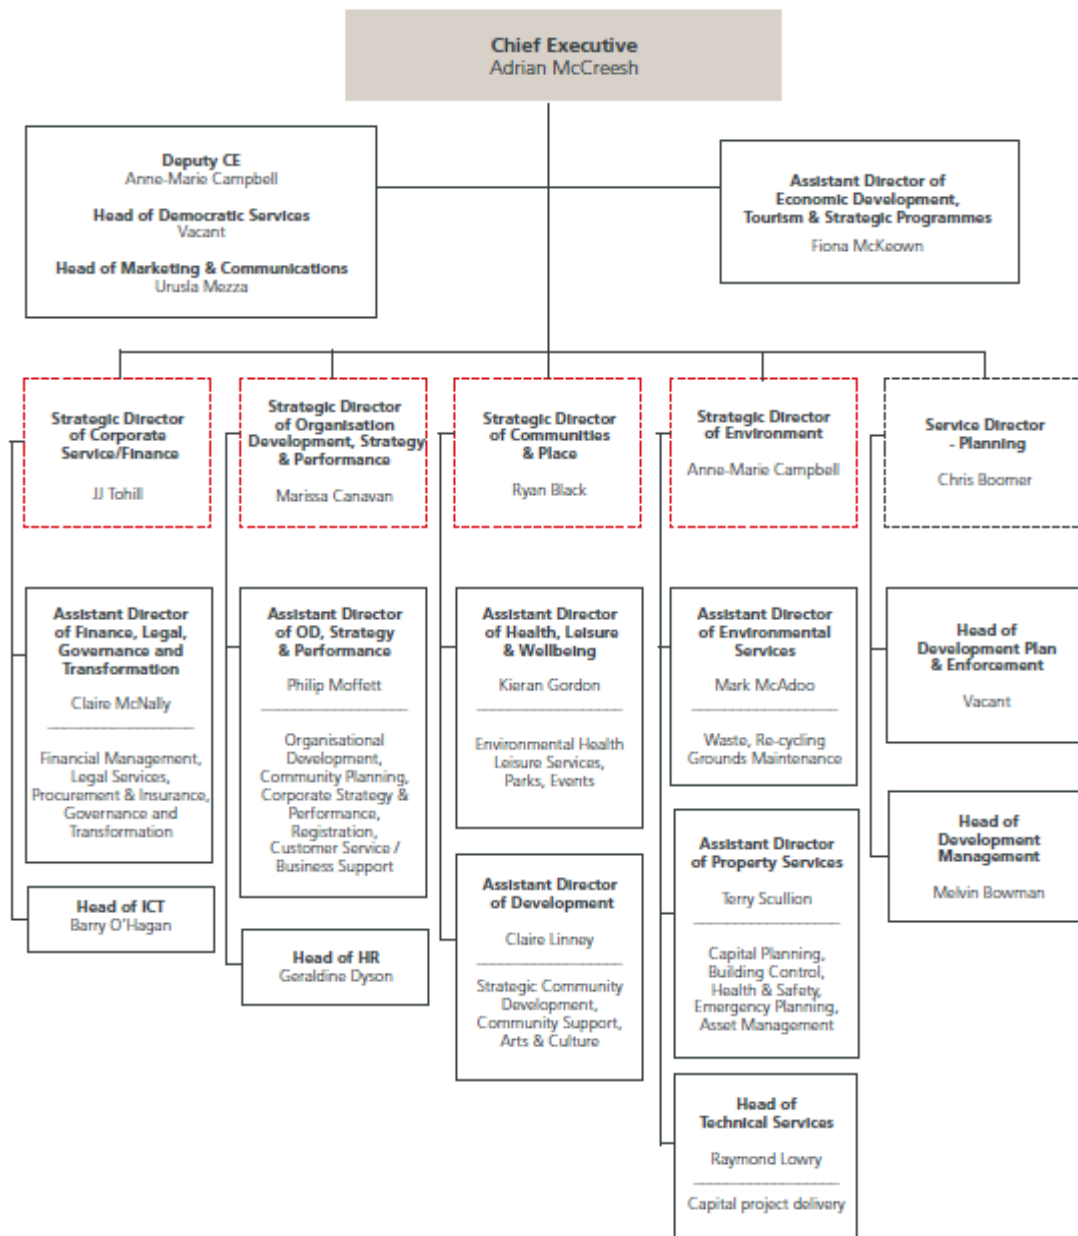 Chief Executive
Adrian McCreesh
Deputy CE
Anne-Marie Campbell
Head of Democratic Services
Vacant
Head of Marketing & Communications
Urusla Mezza
Assistant Director of
Economic Development,
Tourism & Strategic Programmes
Fiona McKeown
Strategic Director
of Corporate
Service/Finance
JJ Tohill
Strategic Director
of Organisation
Development, Strategy
& Performance
Marissa Canavan
Strategic Director
of Communities
& Place
Ryan Black
Strategic Director
of Environment
Anne-Marie Campbell
Service Director
- Planning
Chris Boomer
Assistant Director
of Finance, Legal,
Governance and
Transformation
Claire McNally
Financial Management,
Legal Services,
Procurement & Insurance,
Governance and
Transformation
Head of ICT
Barry O'Hagan
Assistant Director
of OD, Strategy
& Performance
Philip Moffett
Organisational
Development,
Community Planning,
Corporate Strategy &
Performance,
Registration,
Customer Service /
Business Support
Head of HR
Geraldine Dyson
Assistant Director
of Health, Leisure
& Wellbeing
Kieran Gordon
Environmental Health
Leisure Services,
Parks, Events
Assistant Director
of Development
Claire Linney
Strategic Community
Development,
Community Support,
Arts & Culture
Assistant Director
of Environmental
Services
Mark McAdoo
Waste, Re-cycling
Grounds Maintenance
Assistant Director
of Property Services
Terry Scullion
Capital Planning,
Building Control,
Health & Safety,
Emergency Planning,
Asset Management
Head of
Technical Services
Raymond Lowry
Capital project delivery
Head of
Development Plan
& Enforcement
Vacant
Head of
Development
Management
Melvin Bowman